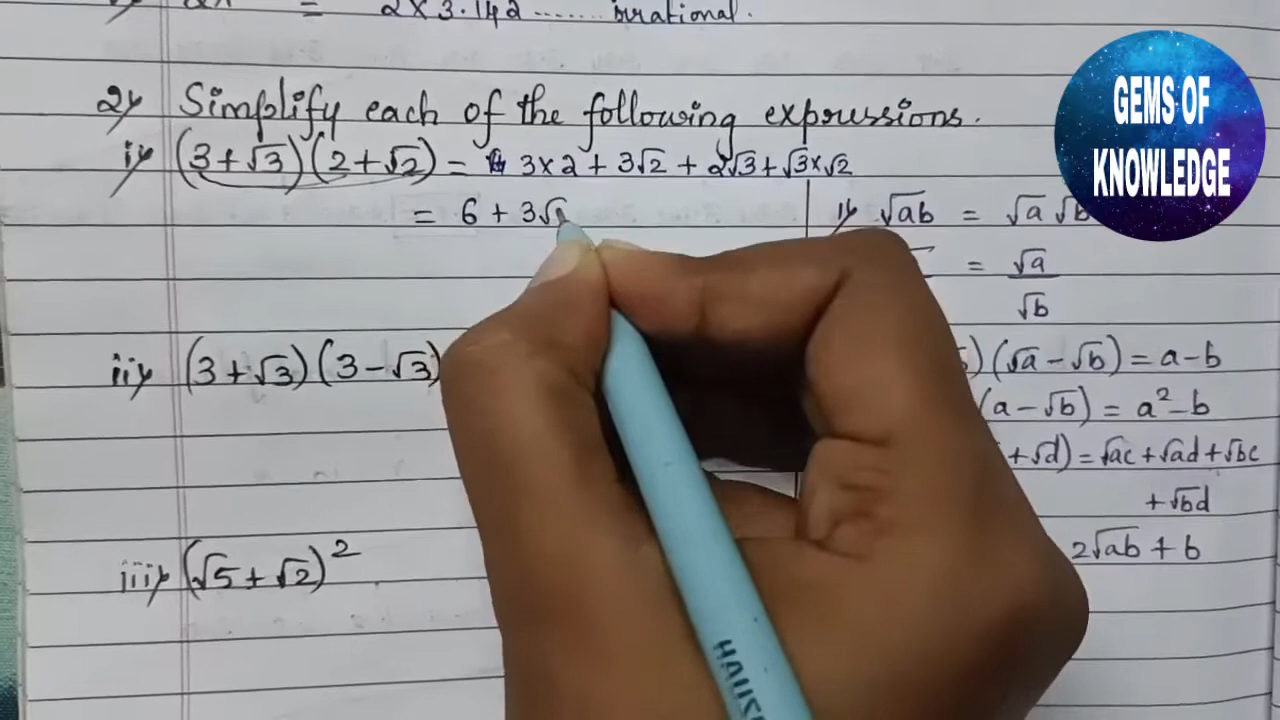 = 2 × 3.142 ...... irrational.
2) Simplify each of the following expressions.
i) (3+√3)(2+√2) = 3×2 + 3√2 + 2√3 + √3×√2
= 6 + 3√
ii) (3+√3)(3-√3)
iii) (√5+√2)²
i) √ab = √a √b
= √a / √b
)(√a-√b) = a-b
(a-√b) = a²-b
+√d) = √ac+√ad+√bc
+√bd
2√ab + b
GEMS OF
KNOWLEDGE
HAUSER